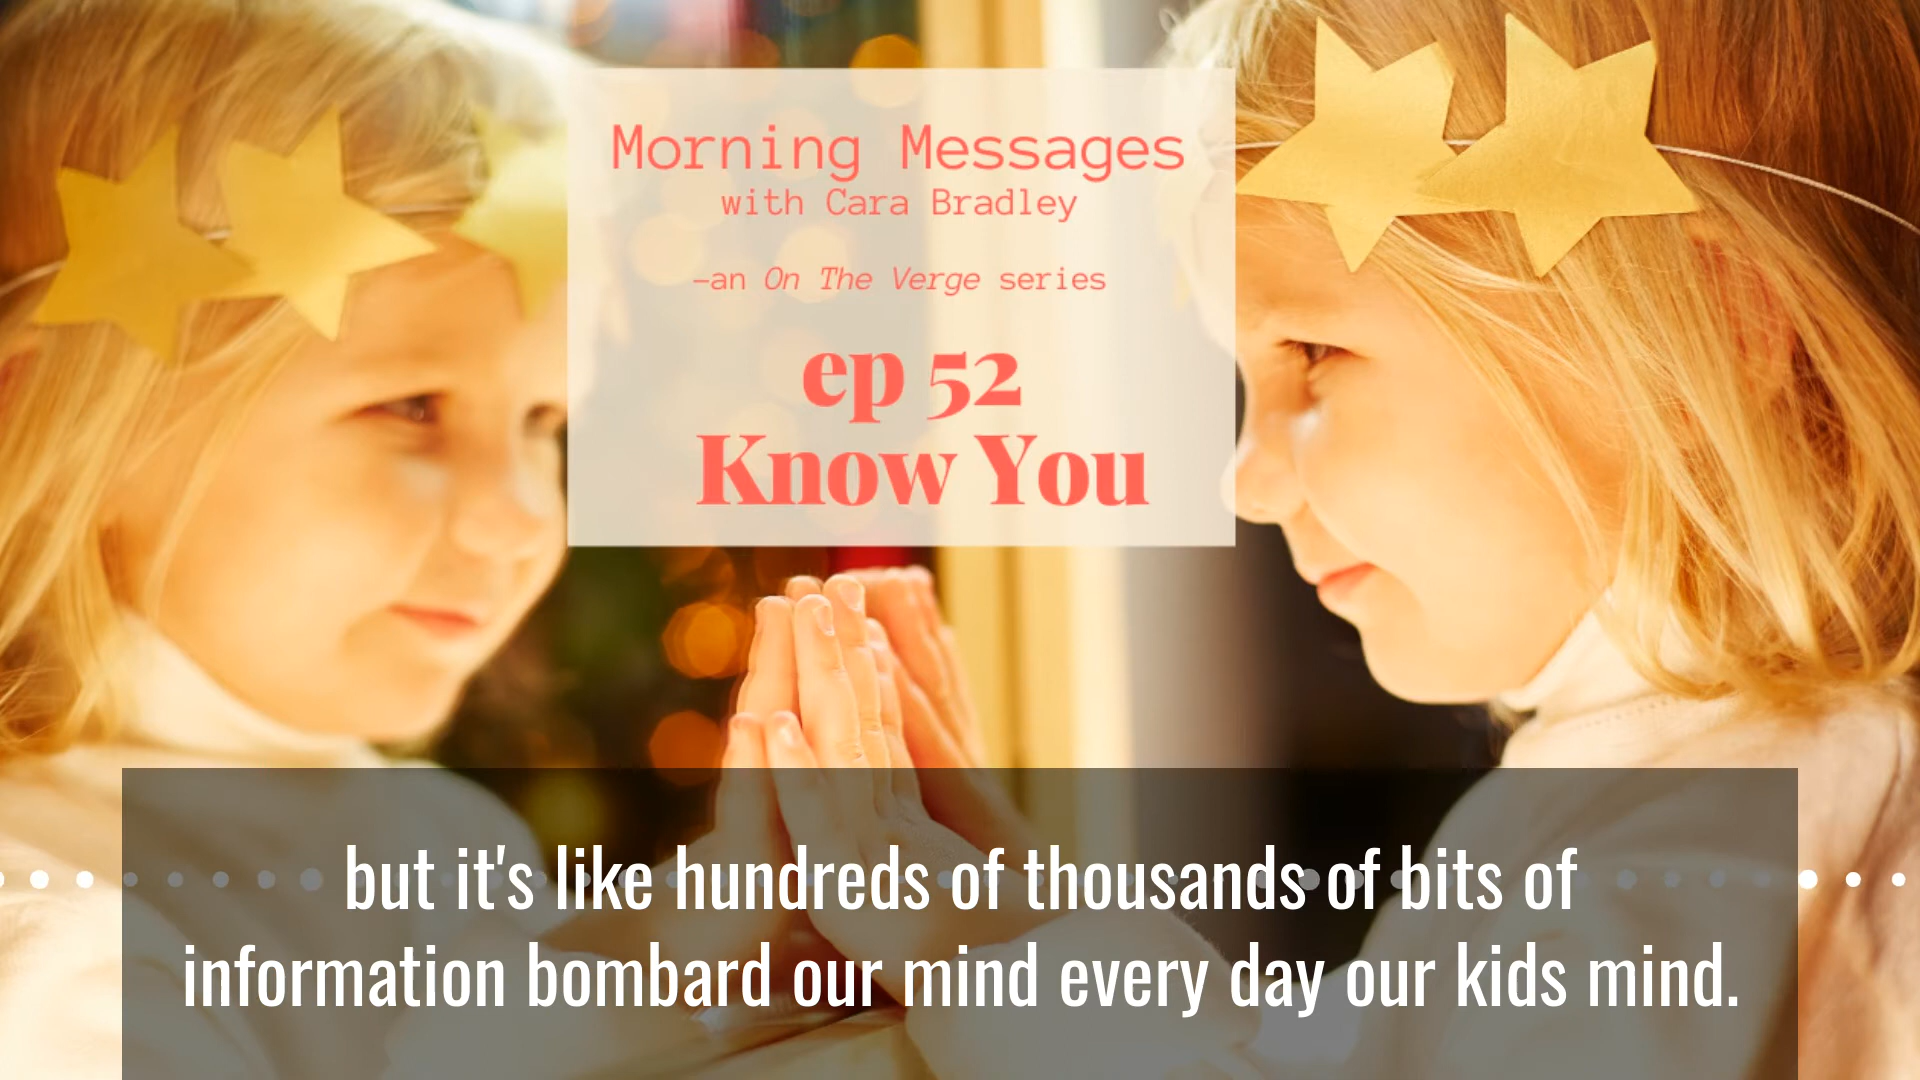 Morning Messages
with Cara Bradley
-an On The Verge series
ep 52
Know You
but it's like hundreds of thousands of bits of
information bombard our mind every day our kids mind.